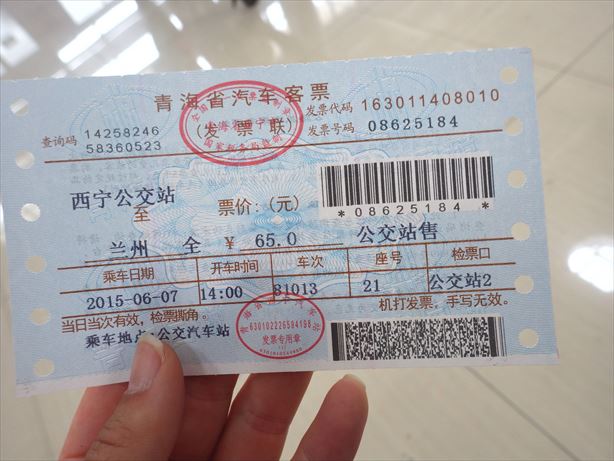 青海省汽车客票
(发票联)
发票代码 163011408010
发票号码 08625184
查询码 14258246
58360523
西宁公交站
至
票价:(元)
*08625184*
兰州 全 ¥ 65.0 公交站售
乘车日期 开车时间 车次 座号 检票口
2015-06-07 14:00 81013 21 公交站2
当日当次有效,检票撕角。
机打发票,手写无效。
乘车地点:公交汽车站
发票专用章